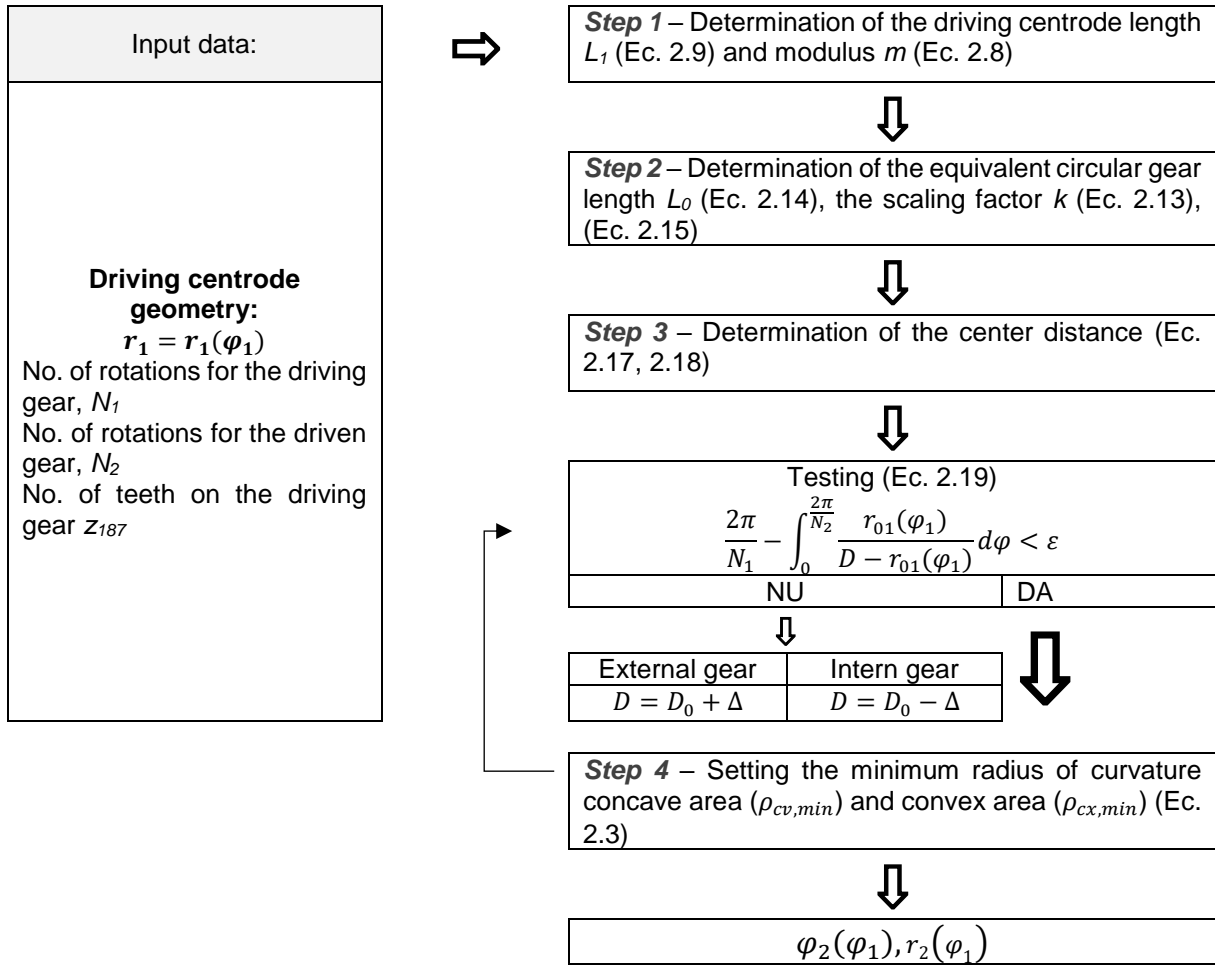 Input data:
Driving centrode
geometry:
𝒓₁ = 𝒓₁(𝝋₁)
No. of rotations for the driving
gear, N₁
No. of rotations for the driven
gear, N₂
No. of teeth on the driving
gear z₁₈₇
Step 1 – Determination of the driving centrode length
L₁ (Ec. 2.9) and modulus m (Ec. 2.8)
Step 2 – Determination of the equivalent circular gear
length L₀ (Ec. 2.14), the scaling factor k (Ec. 2.13),
(Ec. 2.15)
Step 3 – Determination of the center distance (Ec.
2.17, 2.18)
Testing (Ec. 2.19)
2π/N₁ − ∫₀^(2π/N₂) r₀₁(φ₁)/(D − r₀₁(φ₁)) dφ < ε
NU DA
External gear Intern gear
D = D₀ + Δ D = D₀ − Δ
Step 4 – Setting the minimum radius of curvature
concave area (ρcv,min) and convex area (ρcx,min) (Ec.
2.3)
φ₂(φ₁), r₂(φ₁)